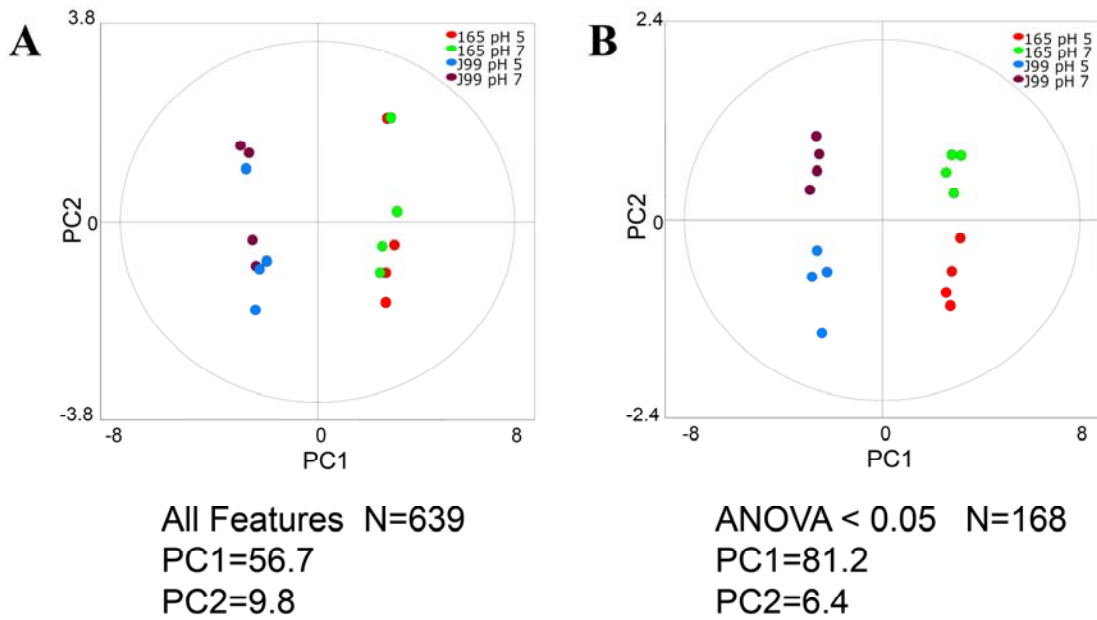 A
3.8
165 pH 5
165 pH 7
J99 pH 5
J99 pH 7
PC2
0
-3.8
-8
0
8
PC1
All Features N=639
PC1=56.7
PC2=9.8
B
2.4
165 pH 5
165 pH 7
J99 pH 5
J99 pH 7
PC2
0
-2.4
-8
0
8
PC1
ANOVA < 0.05 N=168
PC1=81.2
PC2=6.4